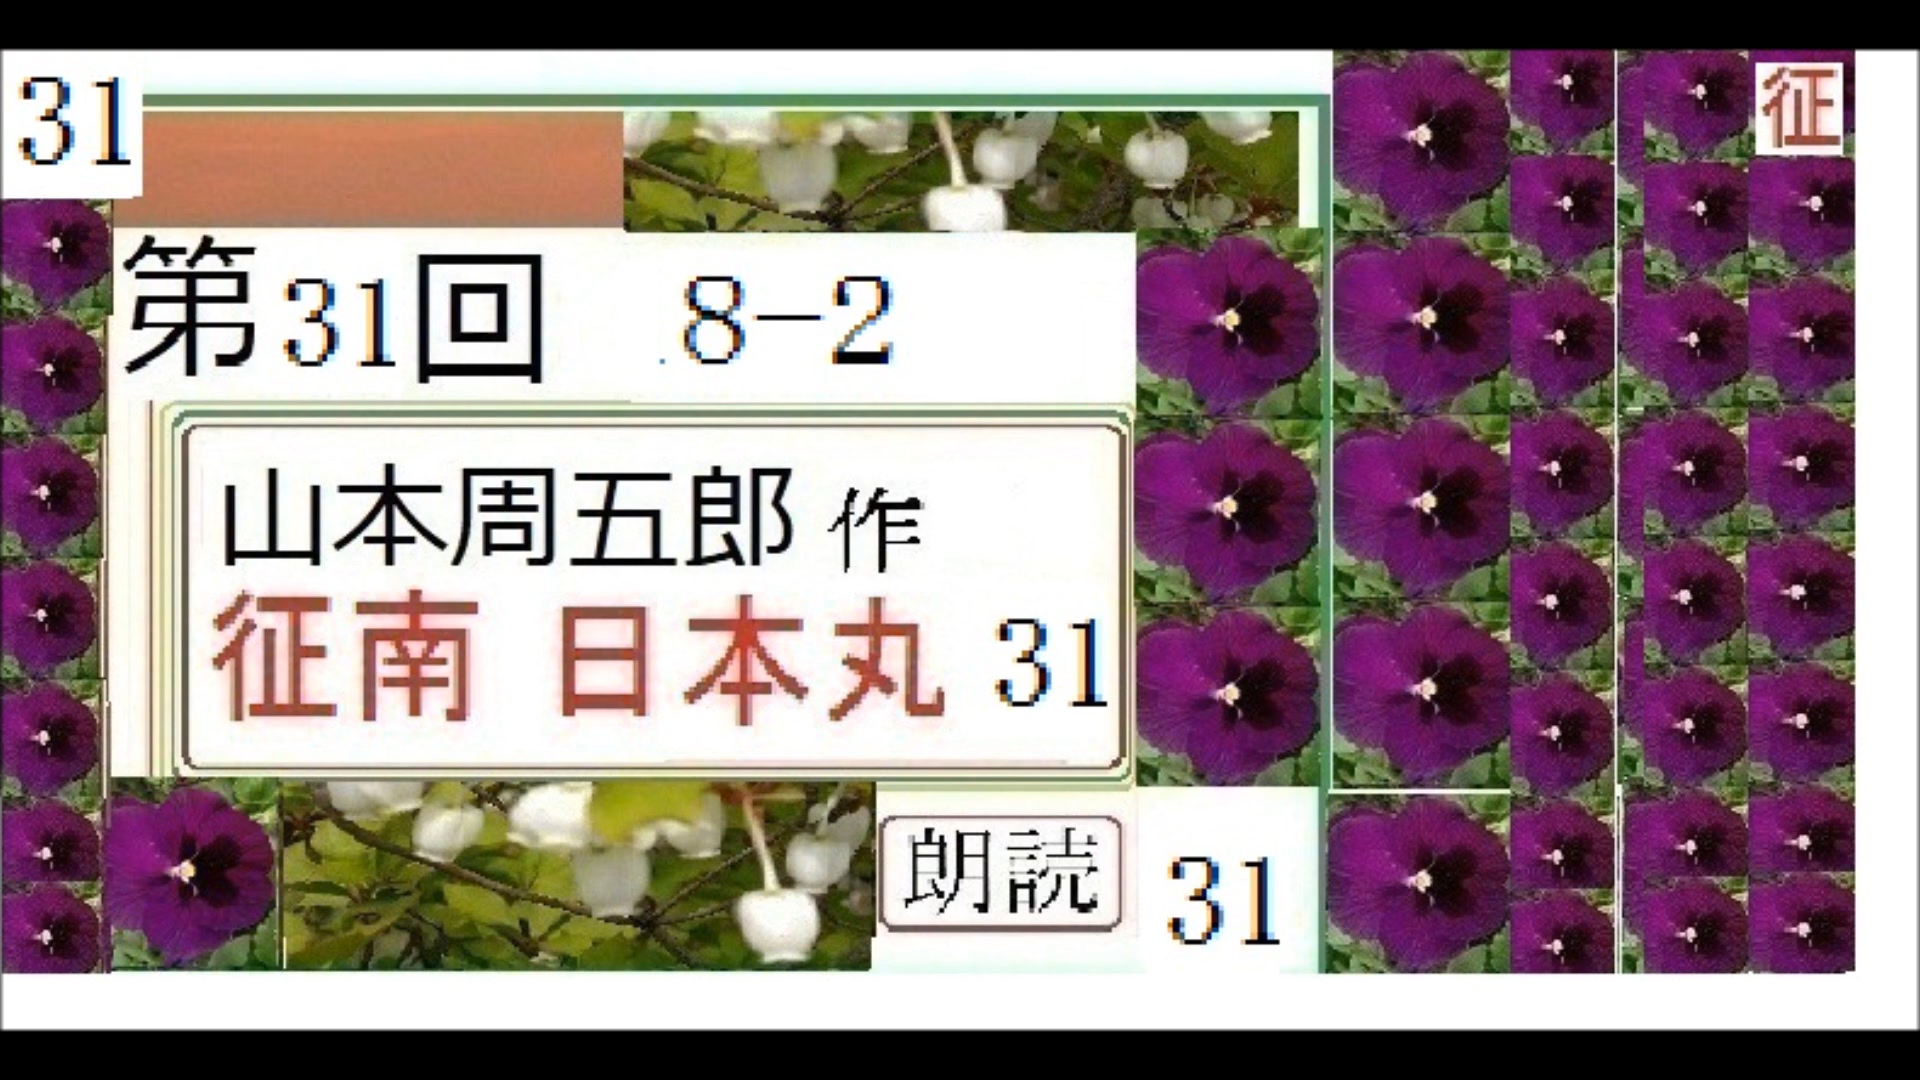 31
征
第31回 8-2
山本周五郎 作
征南 日本丸 31
朗読 31